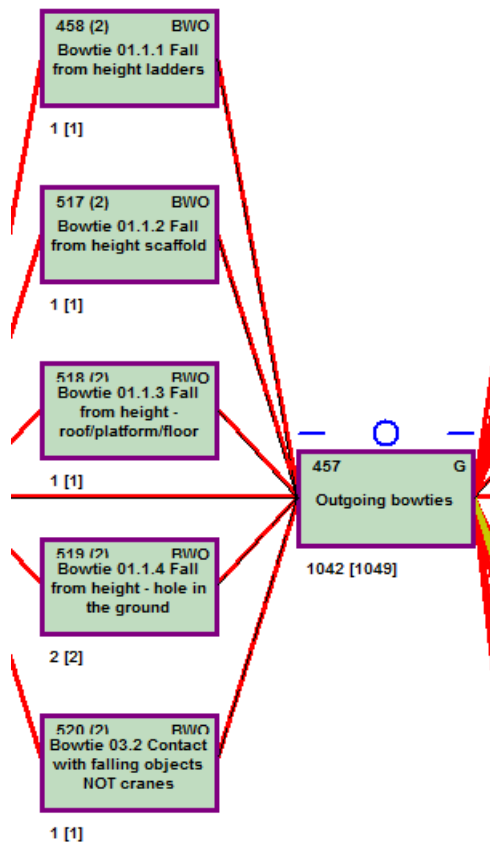 458 (2) BWO
Bowtie 01.1.1 Fall
from height ladders
1 [1]
517 (2) BWO
Bowtie 01.1.2 Fall
from height scaffold
1 [1]
518 (2) BWO
Bowtie 01.1.3 Fall
from height -
roof/platform/floor
1 [1]
457 G
Outgoing bowties
1042 [1049]
519 (2) BWO
Bowtie 01.1.4 Fall
from height - hole in
the ground
2 [2]
520 (2) BWO
Bowtie 03.2 Contact
with falling objects
NOT cranes
1 [1]